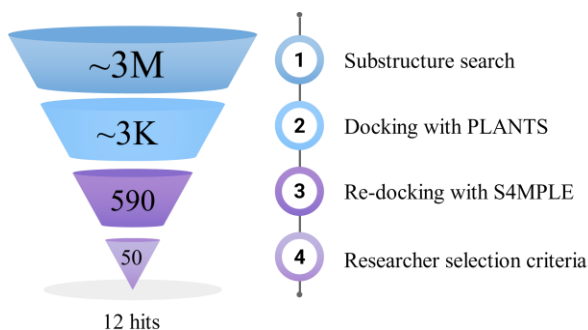 ~3M
1
Substructure search
~3K
2
Docking with PLANTS
590
3
Re-docking with S4MPLE
50
4
Researcher selection criteria
12 hits